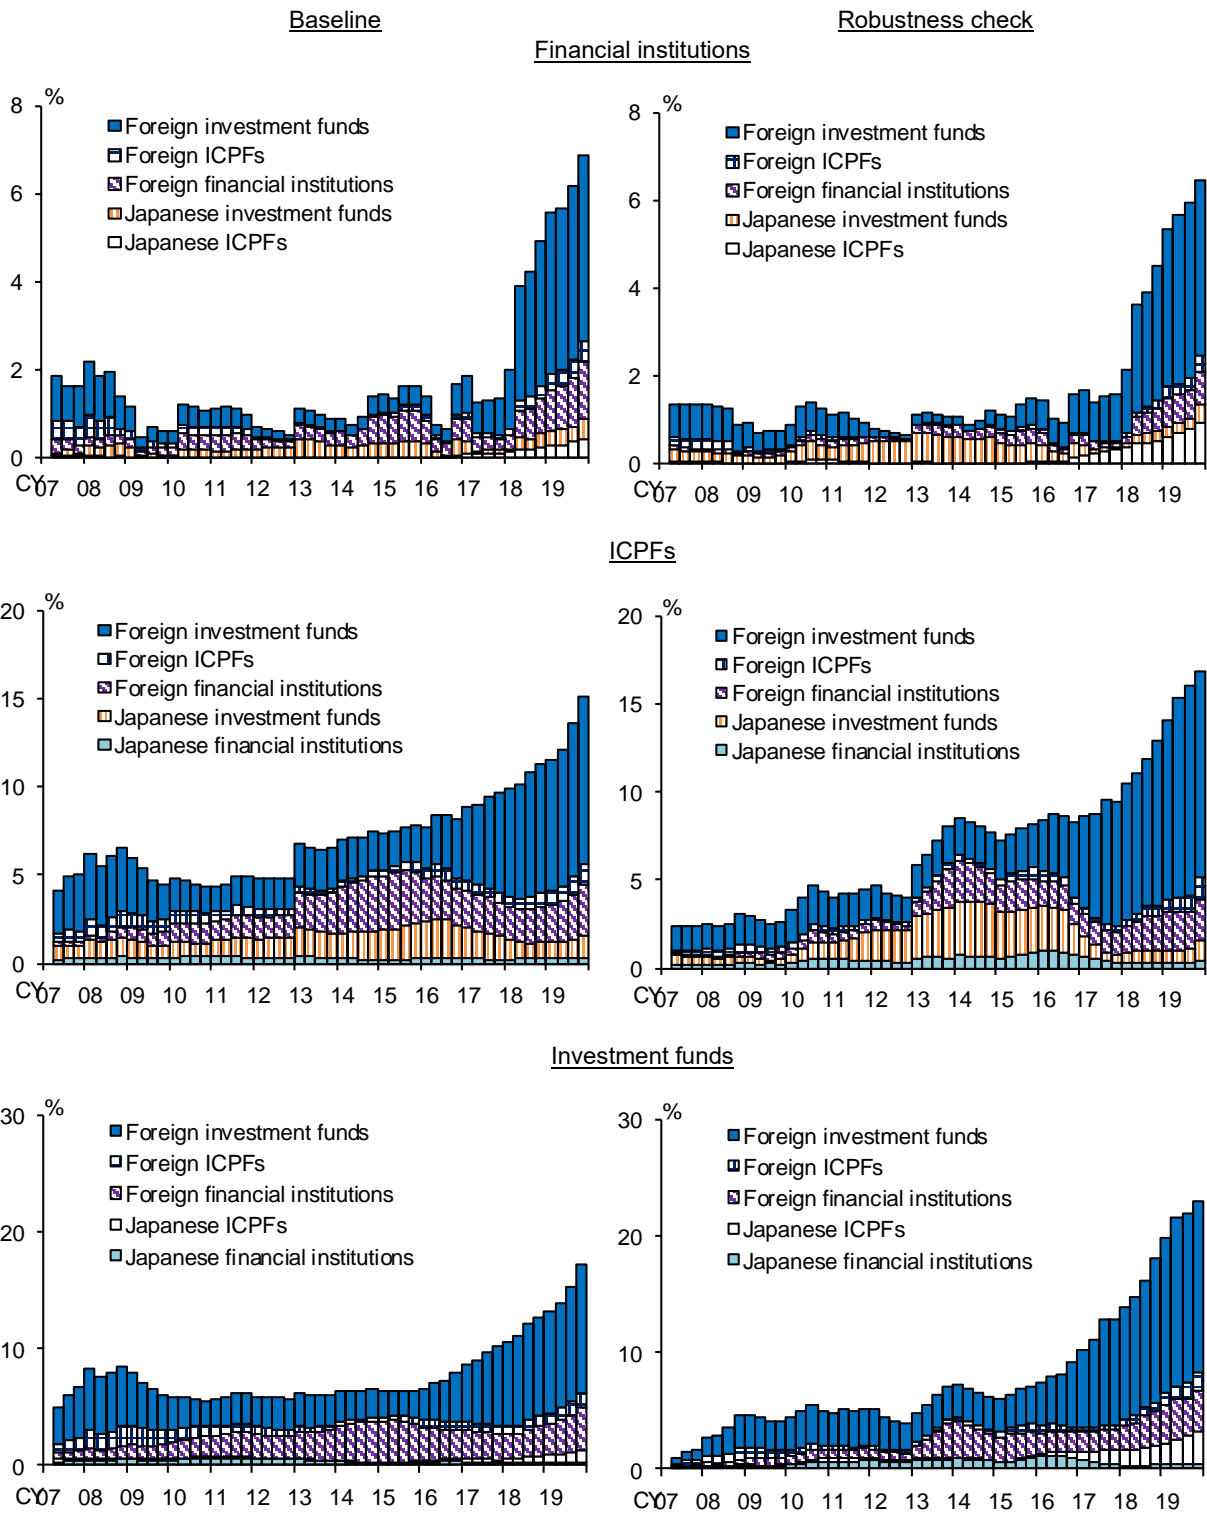 Baseline
Robustness check
Financial institutions
%
8
6
4
2
0
Foreign investment funds
Foreign ICPFs
Foreign financial institutions
Japanese investment funds
Japanese ICPFs
CY07 08 09 10 11 12 13 14 15 16 17 18 19
%
8
6
4
2
0
Foreign investment funds
Foreign ICPFs
Foreign financial institutions
Japanese investment funds
Japanese ICPFs
CY07 08 09 10 11 12 13 14 15 16 17 18 19
ICPFs
%
20
15
10
5
0
Foreign investment funds
Foreign ICPFs
Foreign financial institutions
Japanese investment funds
Japanese financial institutions
CY07 08 09 10 11 12 13 14 15 16 17 18 19
%
20
15
10
5
0
Foreign investment funds
Foreign ICPFs
Foreign financial institutions
Japanese investment funds
Japanese financial institutions
CY07 08 09 10 11 12 13 14 15 16 17 18 19
Investment funds
%
30
20
10
0
Foreign investment funds
Foreign ICPFs
Foreign financial institutions
Japanese ICPFs
Japanese financial institutions
CY07 08 09 10 11 12 13 14 15 16 17 18 19
%
30
20
10
0
Foreign investment funds
Foreign ICPFs
Foreign financial institutions
Japanese ICPFs
Japanese financial institutions
CY07 08 09 10 11 12 13 14 15 16 17 18 19